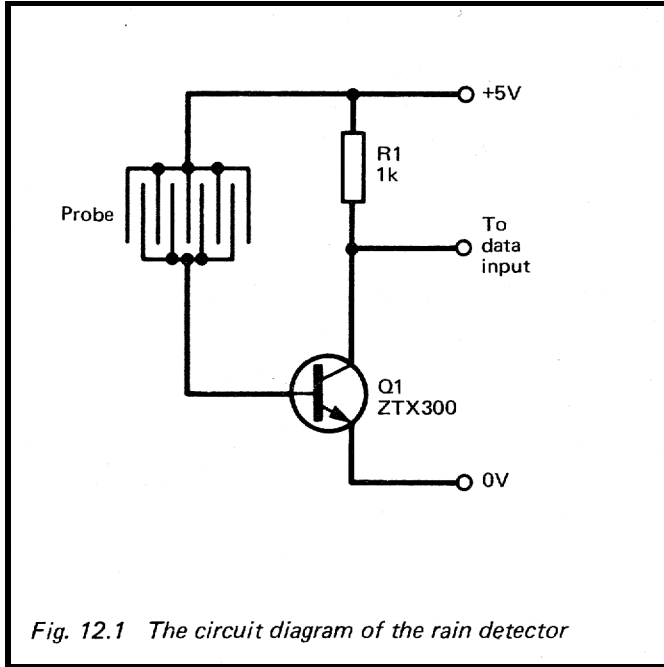 +5V
R1
1k
Probe
To
data
input
Q1
ZTX300
0V
Fig. 12.1 The circuit diagram of the rain detector